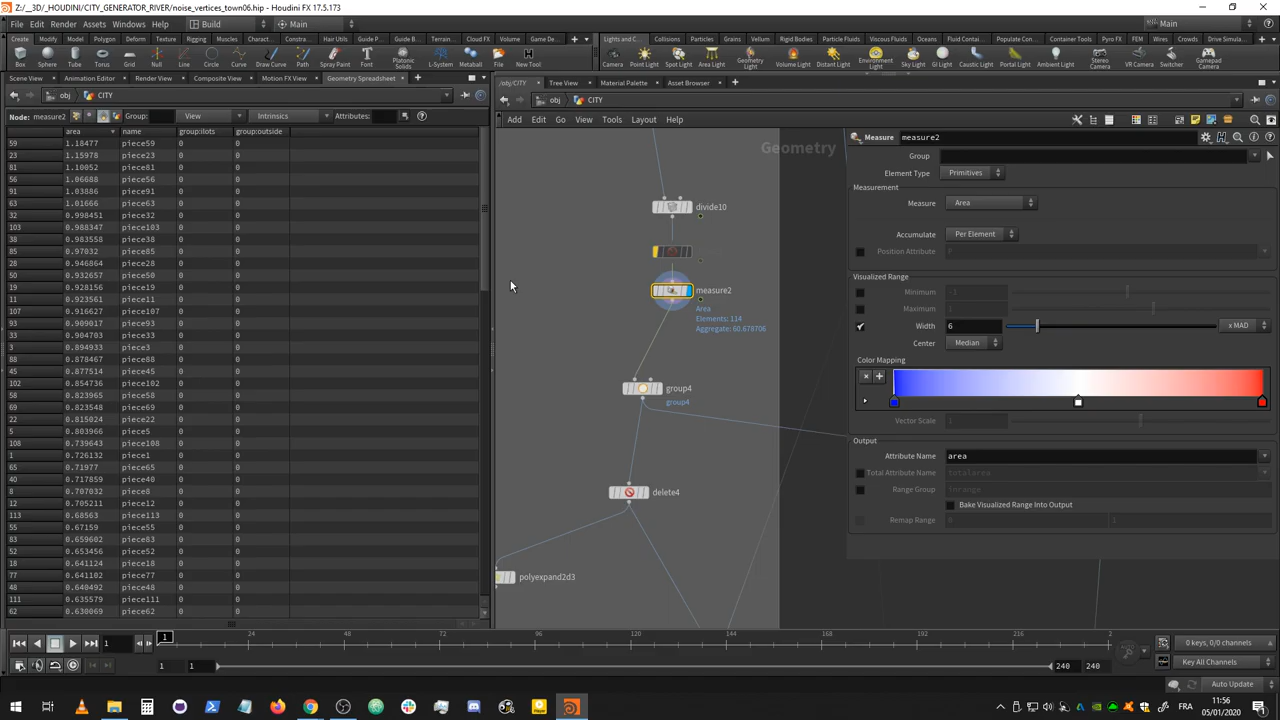 Z:/__3D/_HOUDINI/CITY_GENERATOR_RIVER/noise_vertices_town06.hip - Houdini FX 17.5.173
File Edit Render Assets Windows Help Build Main Main
Create Modify Model Polygon Deform Texture Rigging Muscles Charact... Constrai... Hair Utils Guide P... Guide B... Terrain... Cloud FX Volume Game De...
Lights and C... Collisions Particles Grains Vellum Rigid Bodies Particle Fluids Viscous Fluids Oceans Fluid Contai... Populate Con... Container Tools Pyro FX FEM Wires Crowds Drive Simula...
Box Sphere Tube Torus Grid Null Line Circle Curve Draw Curve Path Spray Paint Font Platonic Solids L-System Metaball File New Tool
Camera Point Light Spot Light Area Light Geometry Light Volume Light Distant Light Environment Light Sky Light GI Light Caustic Light Portal Light Ambient Light Stereo Camera VR Camera Switcher Gamepad Camera
Scene View Animation Editor Render View Composite View Motion FX View Geometry Spreadsheet
/obj/CITY Tree View Material Palette Asset Browser
obj CITY
obj CITY
Node: measure2 Group: View Intrinsics Attributes:
Add Edit Go View Tools Layout Help
area name group:ilots group:outside
59 1.18477 piece59 0 0
23 1.15978 piece23 0 0
81 1.10052 piece81 0 0
56 1.06688 piece56 0 0
91 1.03886 piece91 0 0
63 1.01666 piece63 0 0
32 0.998451 piece32 0 0
103 0.988347 piece103 0 0
38 0.983558 piece38 0 0
85 0.97032 piece85 0 0
28 0.946864 piece28 0 0
50 0.932657 piece50 0 0
19 0.928156 piece19 0 0
11 0.923561 piece11 0 0
107 0.916627 piece107 0 0
93 0.909017 piece93 0 0
33 0.904703 piece33 0 0
3 0.894933 piece3 0 0
88 0.878467 piece88 0 0
45 0.877514 piece45 0 0
102 0.854736 piece102 0 0
58 0.823965 piece58 0 0
69 0.823548 piece69 0 0
22 0.815024 piece22 0 0
5 0.803966 piece5 0 0
108 0.739643 piece108 0 0
1 0.726132 piece1 0 0
65 0.71977 piece65 0 0
40 0.717859 piece40 0 0
8 0.707032 piece8 0 0
12 0.705211 piece12 0 0
113 0.68563 piece113 0 0
55 0.67159 piece55 0 0
83 0.659602 piece83 0 0
52 0.653456 piece52 0 0
18 0.641124 piece18 0 0
77 0.641102 piece77 0 0
48 0.640492 piece48 0 0
111 0.635579 piece111 0 0
62 0.630069 piece62 0 0
Geometry
divide10
measure2
Area
Elements: 114
Aggregate: 60.678706
group4
group4
delete4
polyexpand2d3
Measure measure2
Group
Element Type Primitives
Measurement
Measure Area
Accumulate Per Element
Position Attribute P
Visualized Range
Minimum -1
Maximum 1
Width 6 x MAD
Center Median
Color Mapping
Vector Scale 1
Output
Attribute Name area
Total Attribute Name totalarea
Range Group inrange
Bake Visualized Range Into Output
Remap Range 0 1
1 1 24 48 72 96 120 144 168 192 216 2
0 keys, 0/0 channels
1 1 240 240 Key All Channels
Auto Update
FRA 11:56
05/01/2020